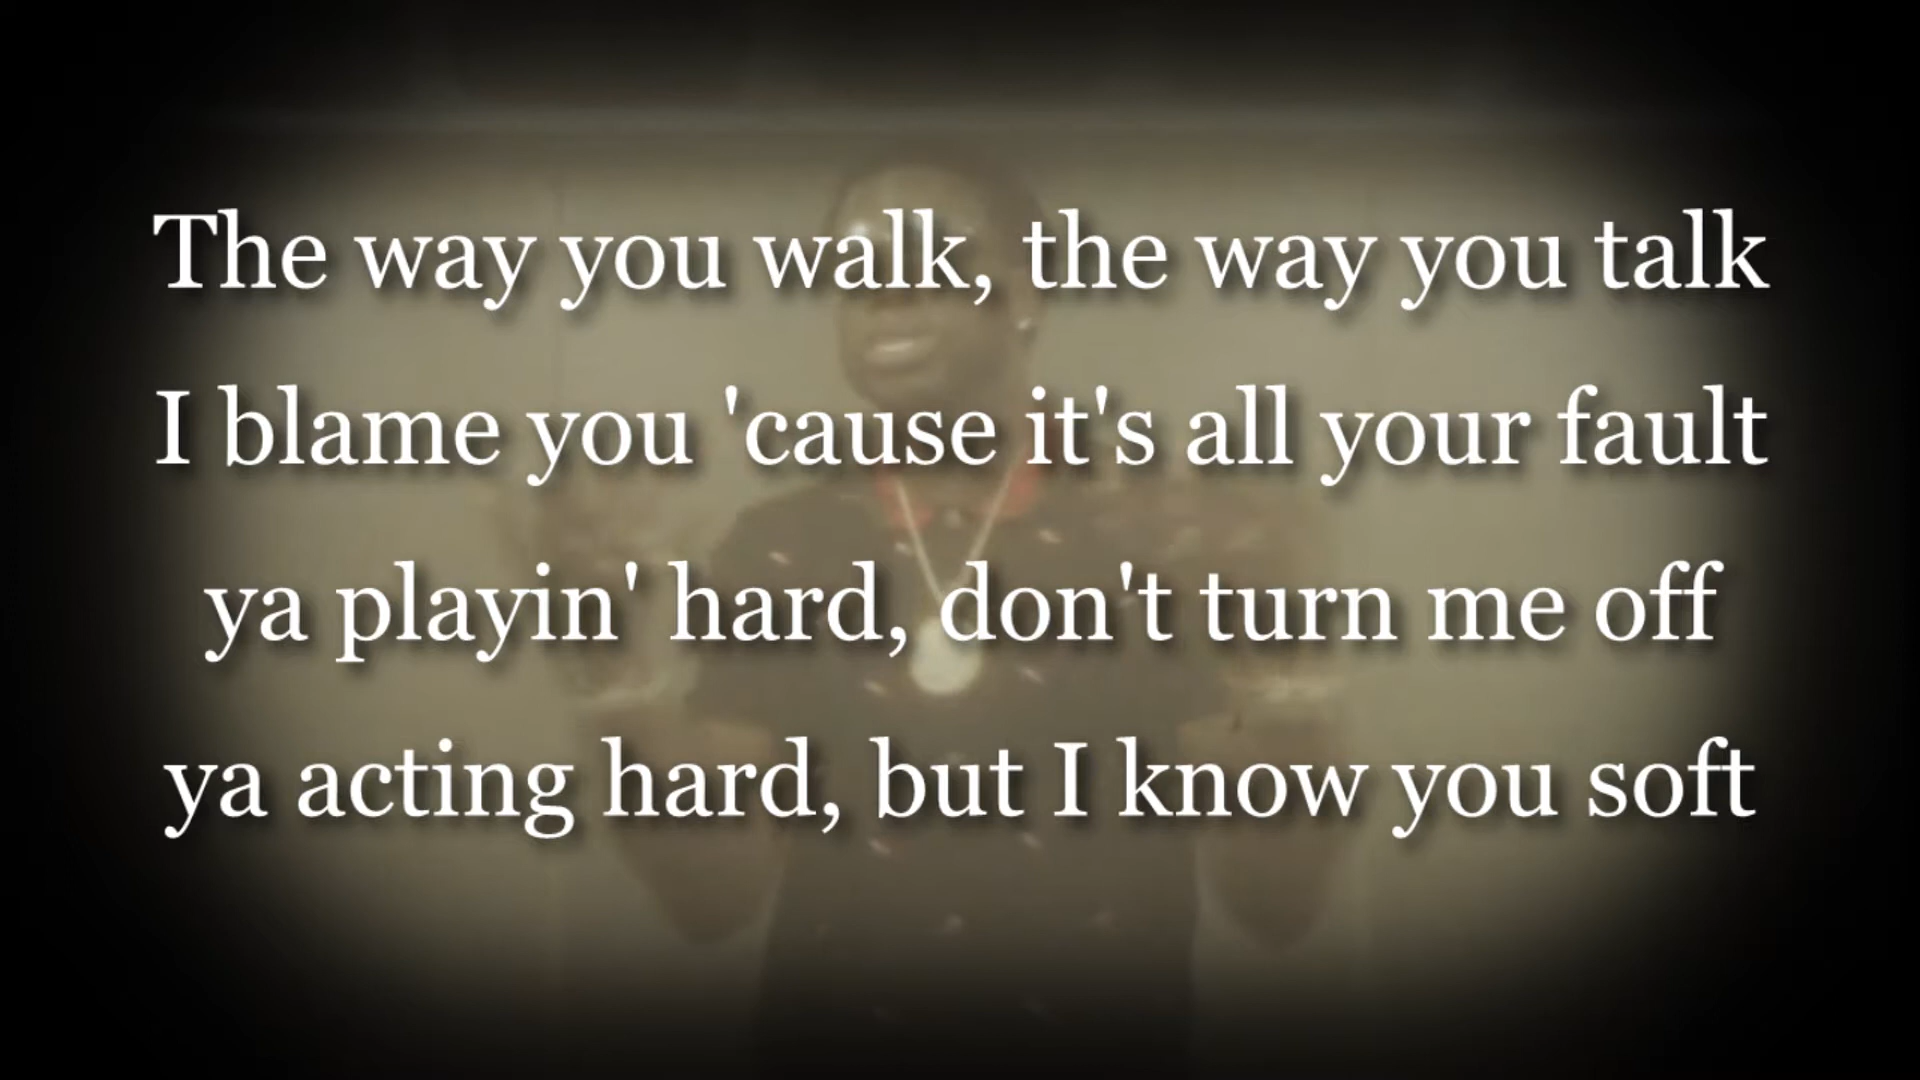 The way you walk, the way you talk
I blame you 'cause it's all your fault
ya playin' hard, don't turn me off
ya acting hard, but I know you soft